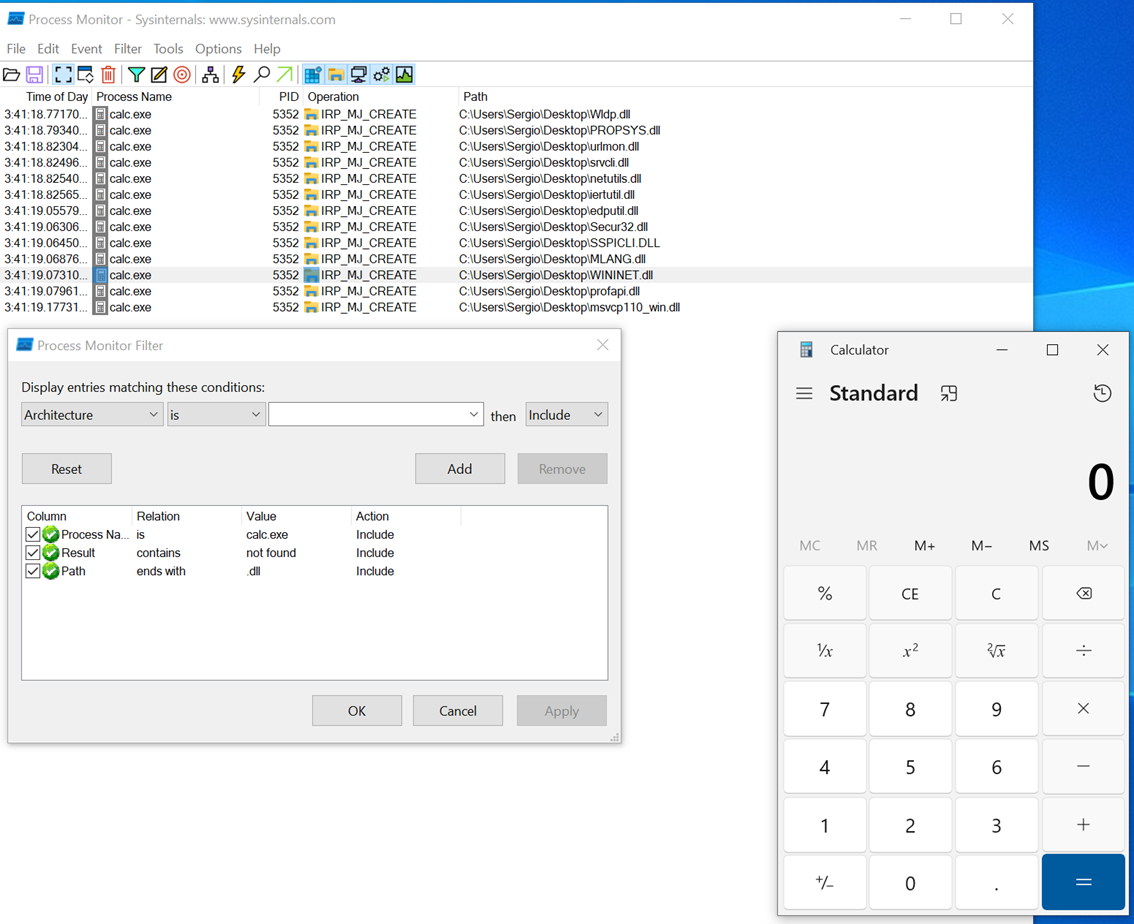 Process Monitor - Sysinternals: www.sysinternals.com
File Edit Event Filter Tools Options Help
Time of Day Process Name PID Operation Path
3:41:18.77170... calc.exe 5352 IRP_MJ_CREATE C:\Users\Sergio\Desktop\Wldp.dll
3:41:18.79340... calc.exe 5352 IRP_MJ_CREATE C:\Users\Sergio\Desktop\PROPSYS.dll
3:41:18.82304... calc.exe 5352 IRP_MJ_CREATE C:\Users\Sergio\Desktop\urlmon.dll
3:41:18.82496... calc.exe 5352 IRP_MJ_CREATE C:\Users\Sergio\Desktop\srvcli.dll
3:41:18.82540... calc.exe 5352 IRP_MJ_CREATE C:\Users\Sergio\Desktop\netutils.dll
3:41:18.82565... calc.exe 5352 IRP_MJ_CREATE C:\Users\Sergio\Desktop\iertutil.dll
3:41:19.05579... calc.exe 5352 IRP_MJ_CREATE C:\Users\Sergio\Desktop\edputil.dll
3:41:19.06306... calc.exe 5352 IRP_MJ_CREATE C:\Users\Sergio\Desktop\Secur32.dll
3:41:19.06450... calc.exe 5352 IRP_MJ_CREATE C:\Users\Sergio\Desktop\SSPICLI.DLL
3:41:19.06876... calc.exe 5352 IRP_MJ_CREATE C:\Users\Sergio\Desktop\MLANG.dll
3:41:19.07310... calc.exe 5352 IRP_MJ_CREATE C:\Users\Sergio\Desktop\WININET.dll
3:41:19.07961... calc.exe 5352 IRP_MJ_CREATE C:\Users\Sergio\Desktop\profapi.dll
3:41:19.17731... calc.exe 5352 IRP_MJ_CREATE C:\Users\Sergio\Desktop\msvcp110_win.dll
Process Monitor Filter
Display entries matching these conditions:
Architecture is then Include
Reset Add Remove
Column Relation Value Action
Process Na... is calc.exe Include
Result contains not found Include
Path ends with .dll Include
OK Cancel Apply
Calculator
Standard
0
MC MR M+ M− MS M
% CE C
¹/x x² ²√x ÷
7 8 9 ×
4 5 6 −
1 2 3 +
+/− 0 . =